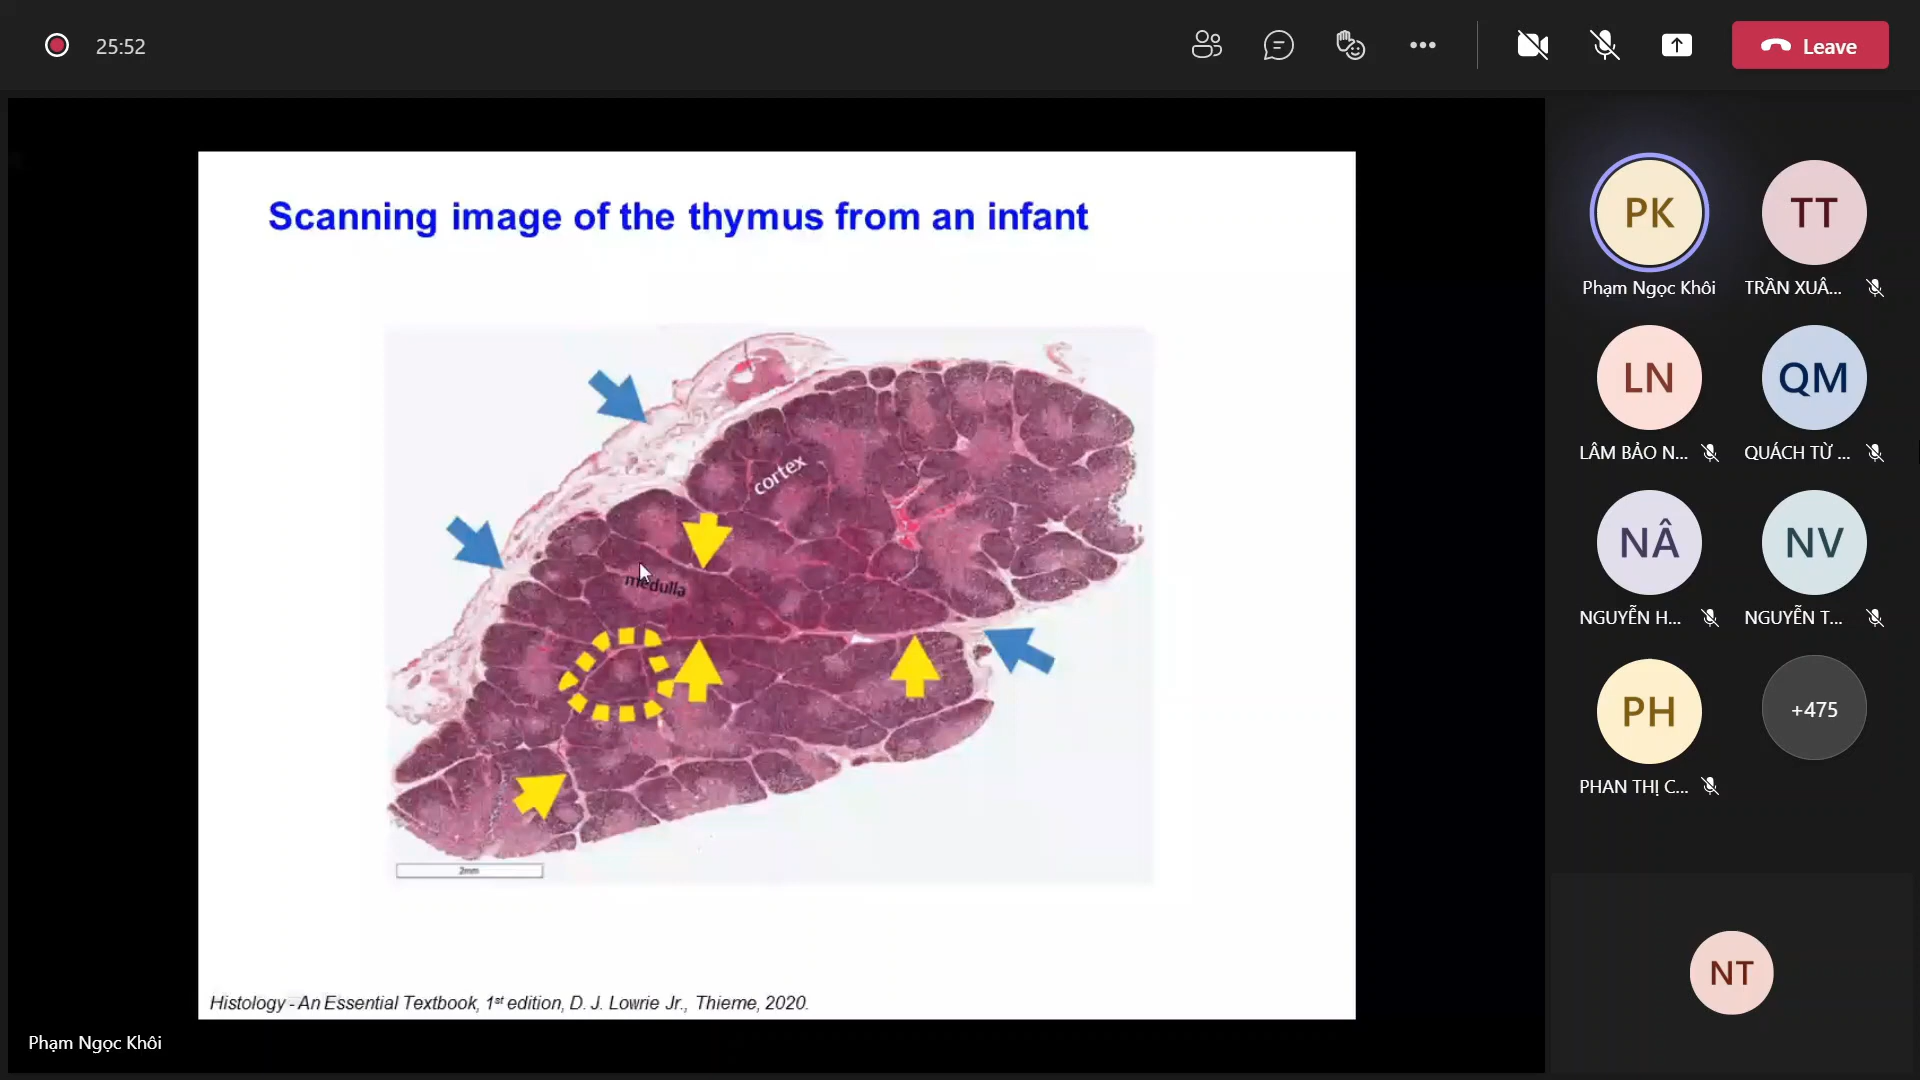 25:52
Leave
Scanning image of the thymus from an infant
cortex
medulla
2mm
Histology - An Essential Textbook, 1st edition, D. J. Lowrie Jr., Thieme, 2020.
Phạm Ngọc Khôi
PK
Phạm Ngọc Khôi
TT
TRẦN XUÂ...
LN
LÂM BẢO N...
QM
QUÁCH TỪ ...
NÂ
NGUYỄN H...
NV
NGUYỄN T...
PH
PHAN THỊ C...
+475
NT